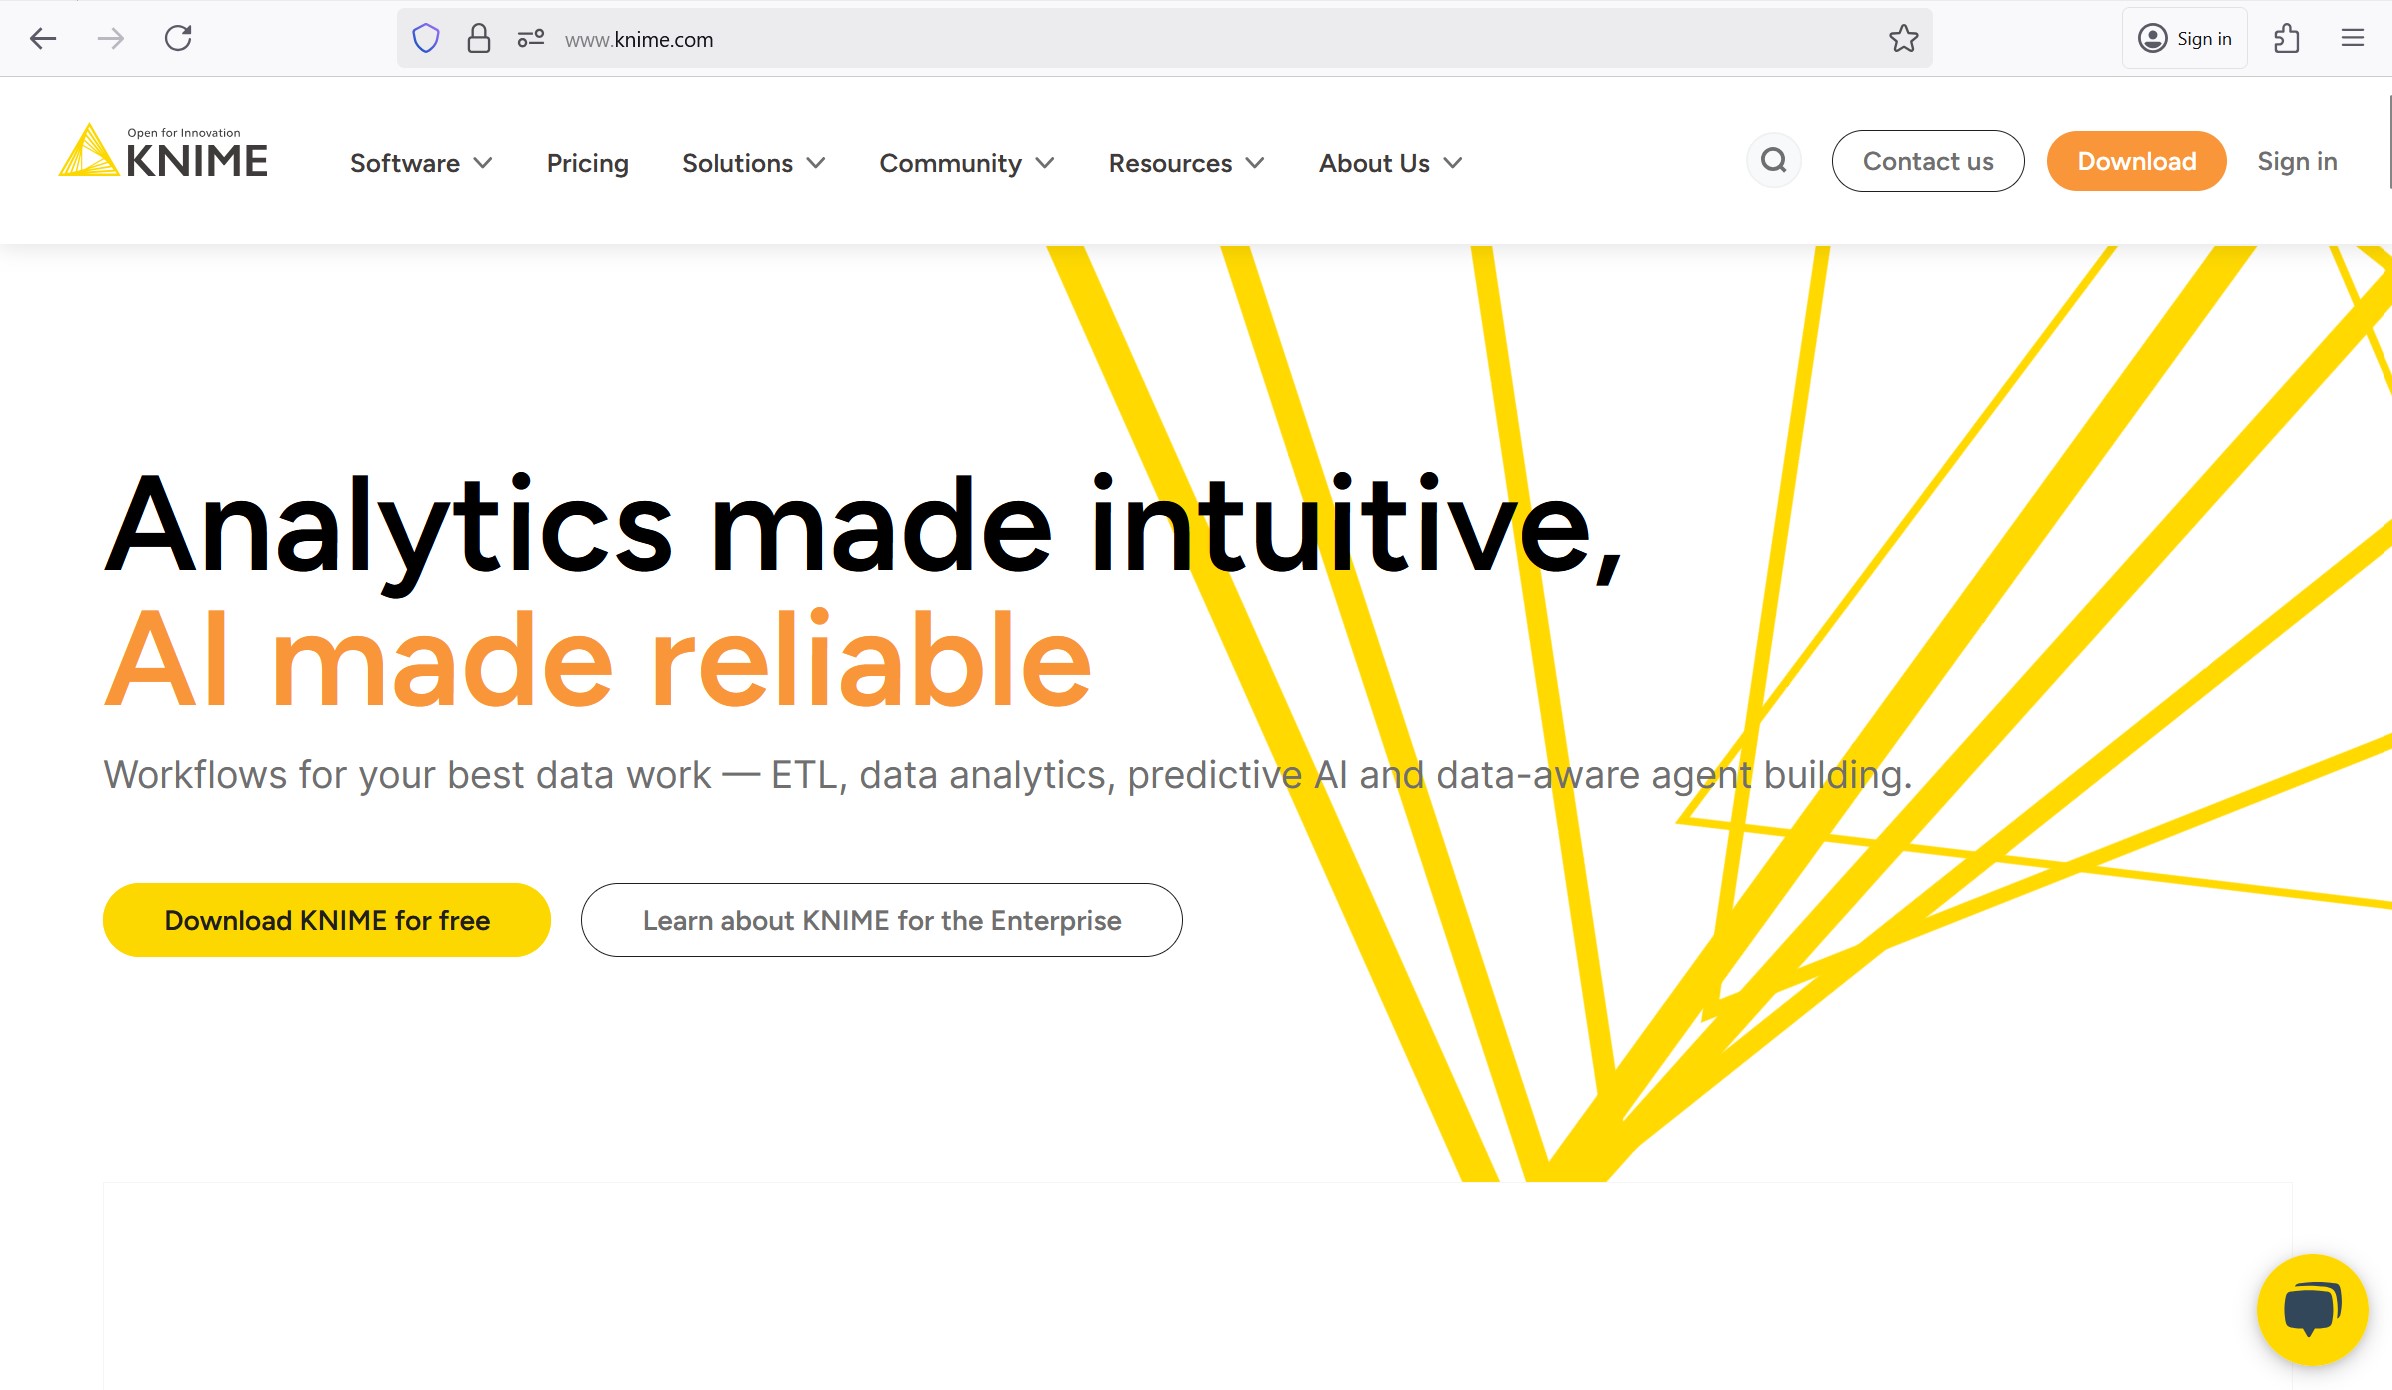 www.knime.com
Sign in
Open for Innovation
KNIME
Software
Pricing
Solutions
Community
Resources
About Us
Contact us
Download
Sign in
Analytics made intuitive,
AI made reliable
Workflows for your best data work — ETL, data analytics, predictive AI and data-aware agent building.
Download KNIME for free
Learn about KNIME for the Enterprise